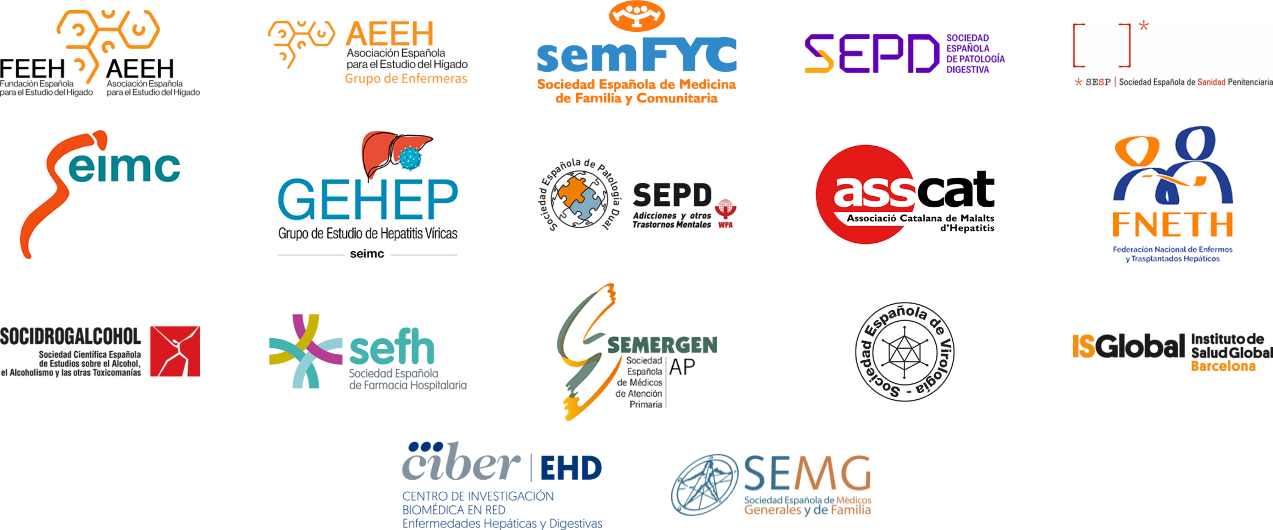 FEEH
Fundación Española
para el Estudio del Hígado
AEEH
Asociación Española
para el Estudio del Hígado
AEEH
Asociación Española
para el Estudio del Hígado
Grupo de Enfermeras
semFYC
Sociedad Española de Medicina
de Familia y Comunitaria
SEPD
SOCIEDAD
ESPAÑOLA
DE PATOLOGÍA
DIGESTIVA
[ ]*
* SESP | Sociedad Española de Sanidad Penitenciaria
seimc
GEHEP
Grupo de Estudio de Hepatitis Víricas
seimc
Sociedad Española de Patología Dual
SEPD
Adicciones y otros
Trastornos Mentales
WPA
asscat
Associació Catalana de Malalts
d'Hepatitis
FNETH
Federación Nacional de Enfermos
y Trasplantados Hepáticos
SOCIDROGALCOHOL
Sociedad Científica Española
de Estudios sobre el Alcohol,
el Alcoholismo y las otras Toxicomanías
sefh
Sociedad Española
de Farmacia Hospitalaria
SEMERGEN
Sociedad
Española
de Médicos
de Atención
Primaria
AP
Sociedad Española de Virología -
ISGlobal
Instituto de
Salud Global
Barcelona
ciber | EHD
CENTRO DE INVESTIGACIÓN
BIOMÉDICA EN RED
Enfermedades Hepáticas y Digestivas
SEMG
Sociedad Española de Médicos
Generales y de Familia